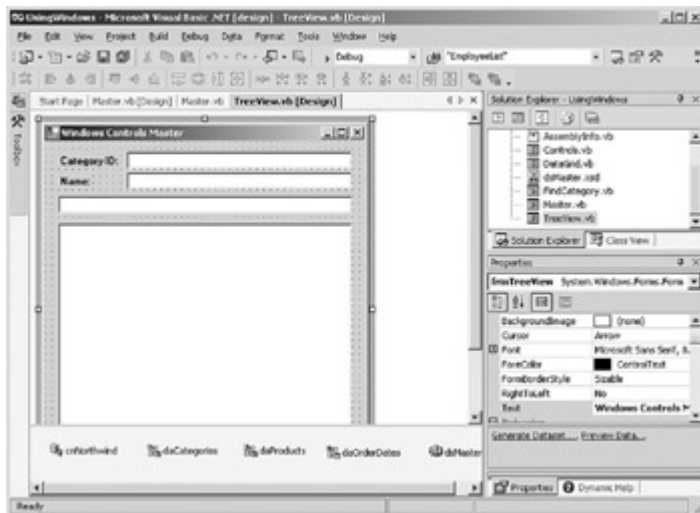 UsingWindows - Microsoft Visual Basic .NET [design] - TreeView.vb [Design]
File Edit View Project Build Debug Data Format Tools Window Help
Debug "EmployeeList"
Start Page Master.vb [Design] Master.vb TreeView.vb [Design]
Toolbox
Windows Controls Master
CategoryID:
Name:
cnNorthwind daCategories daProducts daOrderDates dsMaster
Solution Explorer - UsingWindows
AssemblyInfo.vb
Controls.vb
DataGrid.vb
dsMaster.xsd
FindCategory.vb
Master.vb
TreeView.vb
Solution Explorer Class View
Properties
frmTreeView System.Windows.Forms.Form
BackgroundImage (none)
Cursor Arrow
Font Microsoft Sans Serif, 8.
ForeColor ControlText
FormBorderStyle Sizable
RightToLeft No
Text Windows Controls M
Generate Dataset..., Preview Data...
Properties Dynamic Help
Ready